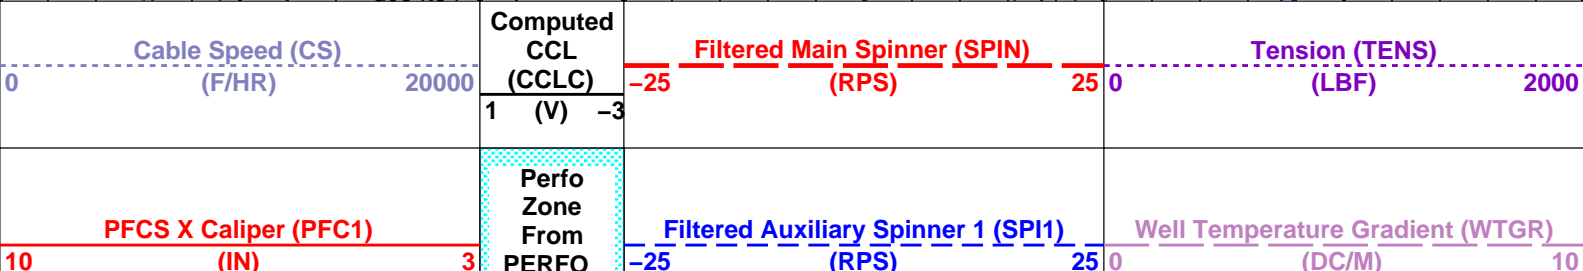 Cable Speed (CS)
0 (F/HR) 20000
Computed
CCL
(CCLC)
1 (V) −3
Filtered Main Spinner (SPIN)
−25 (RPS) 25
Tension (TENS)
0 (LBF) 2000
PFCS X Caliper (PFC1)
10 (IN) 3
Perfo
Zone
From
PERFO
Filtered Auxiliary Spinner 1 (SPI1)
−25 (RPS) 25
Well Temperature Gradient (WTGR)
0 (DC/M) 10